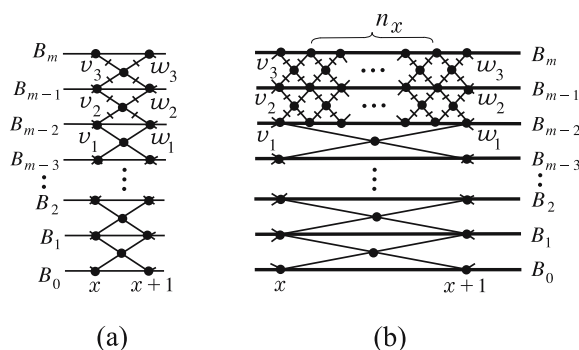 n_x
B_m
v_3
w_3
B_{m-1}
v_2
w_2
B_{m-2}
v_1
w_1
B_{m-3}
B_2
B_1
B_0
x
x+1
(a)
v_3
w_3
B_m
v_2
w_2
B_{m-1}
v_1
w_1
B_{m-2}
B_{m-3}
B_2
B_1
B_0
x
x+1
(b)